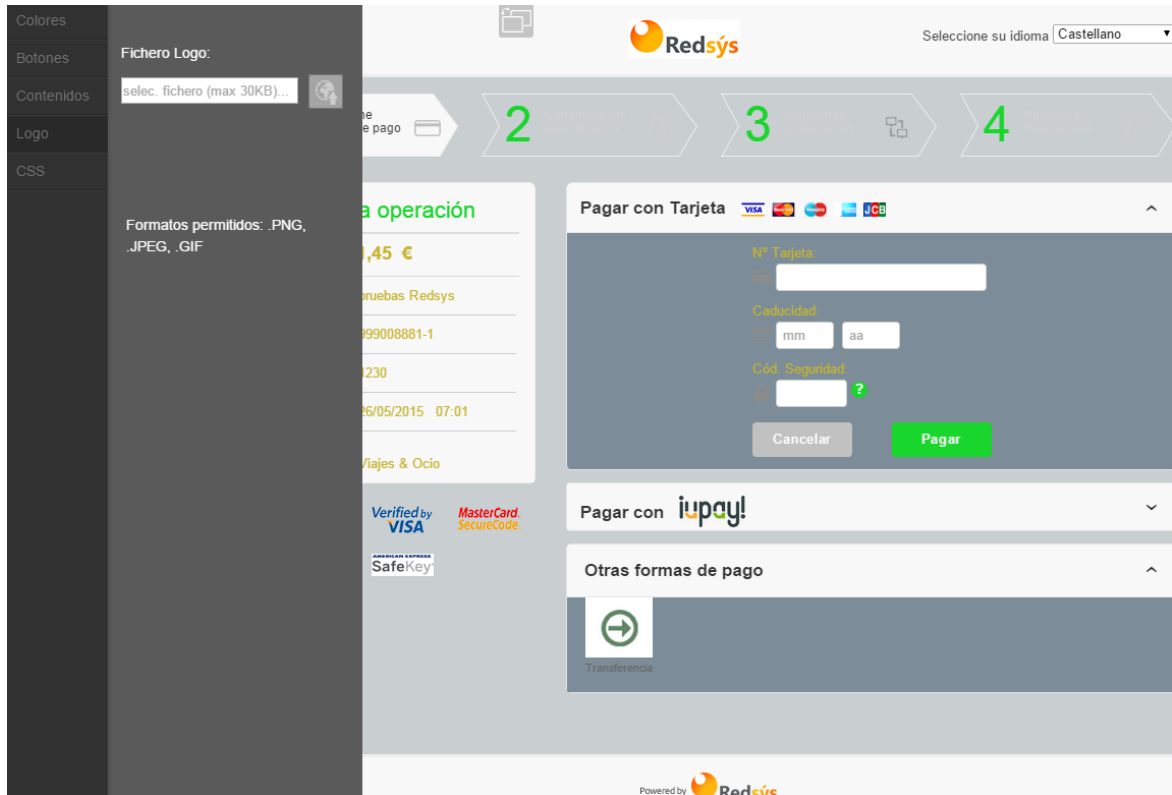 Colores
Botones
Contenidos
Logo
CSS
Fichero Logo:
selec. fichero (max 30KB)...
Formatos permitidos: .PNG,
.JPEG, .GIF
Redsýs
Seleccione su idioma Castellano
e pago
2
3
4
a operación
,45 €
pruebas Redsys
999008881-1
1230
26/05/2015 07:01
Viajes & Ocio
Verified by
VISA
MasterCard.
SecureCode.
AMERICAN EXPRESS
SafeKey
Pagar con Tarjeta VISA JCB
Nº Tarjeta:
Caducidad:
mm aa
Cód. Seguridad:
?
Cancelar Pagar
Pagar con iupay!
Otras formas de pago
Transferencia
Powered by Redsýs